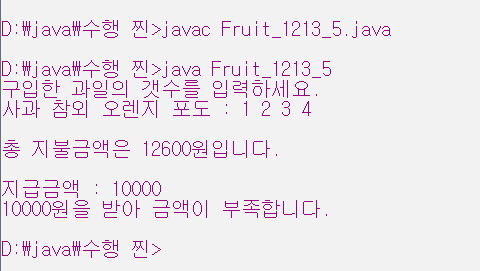 D:\java\수행 찐>javac Fruit_1213_5.java
D:\java\수행 찐>java Fruit_1213_5
구입한 과일의 갯수를 입력하세요.
사과 참외 오렌지 포도 : 1 2 3 4
총 지불금액은 12600원입니다.
지급금액 : 10000
10000원을 받아 금액이 부족합니다.
D:\java\수행 찐>